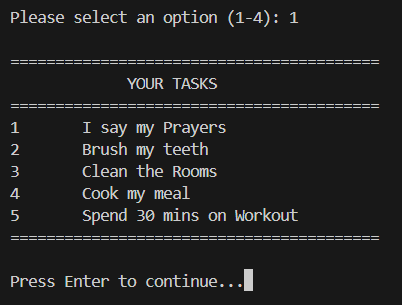 Please select an option (1-4): 1
=========================================
YOUR TASKS
=========================================
1 I say my Prayers
2 Brush my teeth
3 Clean the Rooms
4 Cook my meal
5 Spend 30 mins on Workout
=========================================
Press Enter to continue...